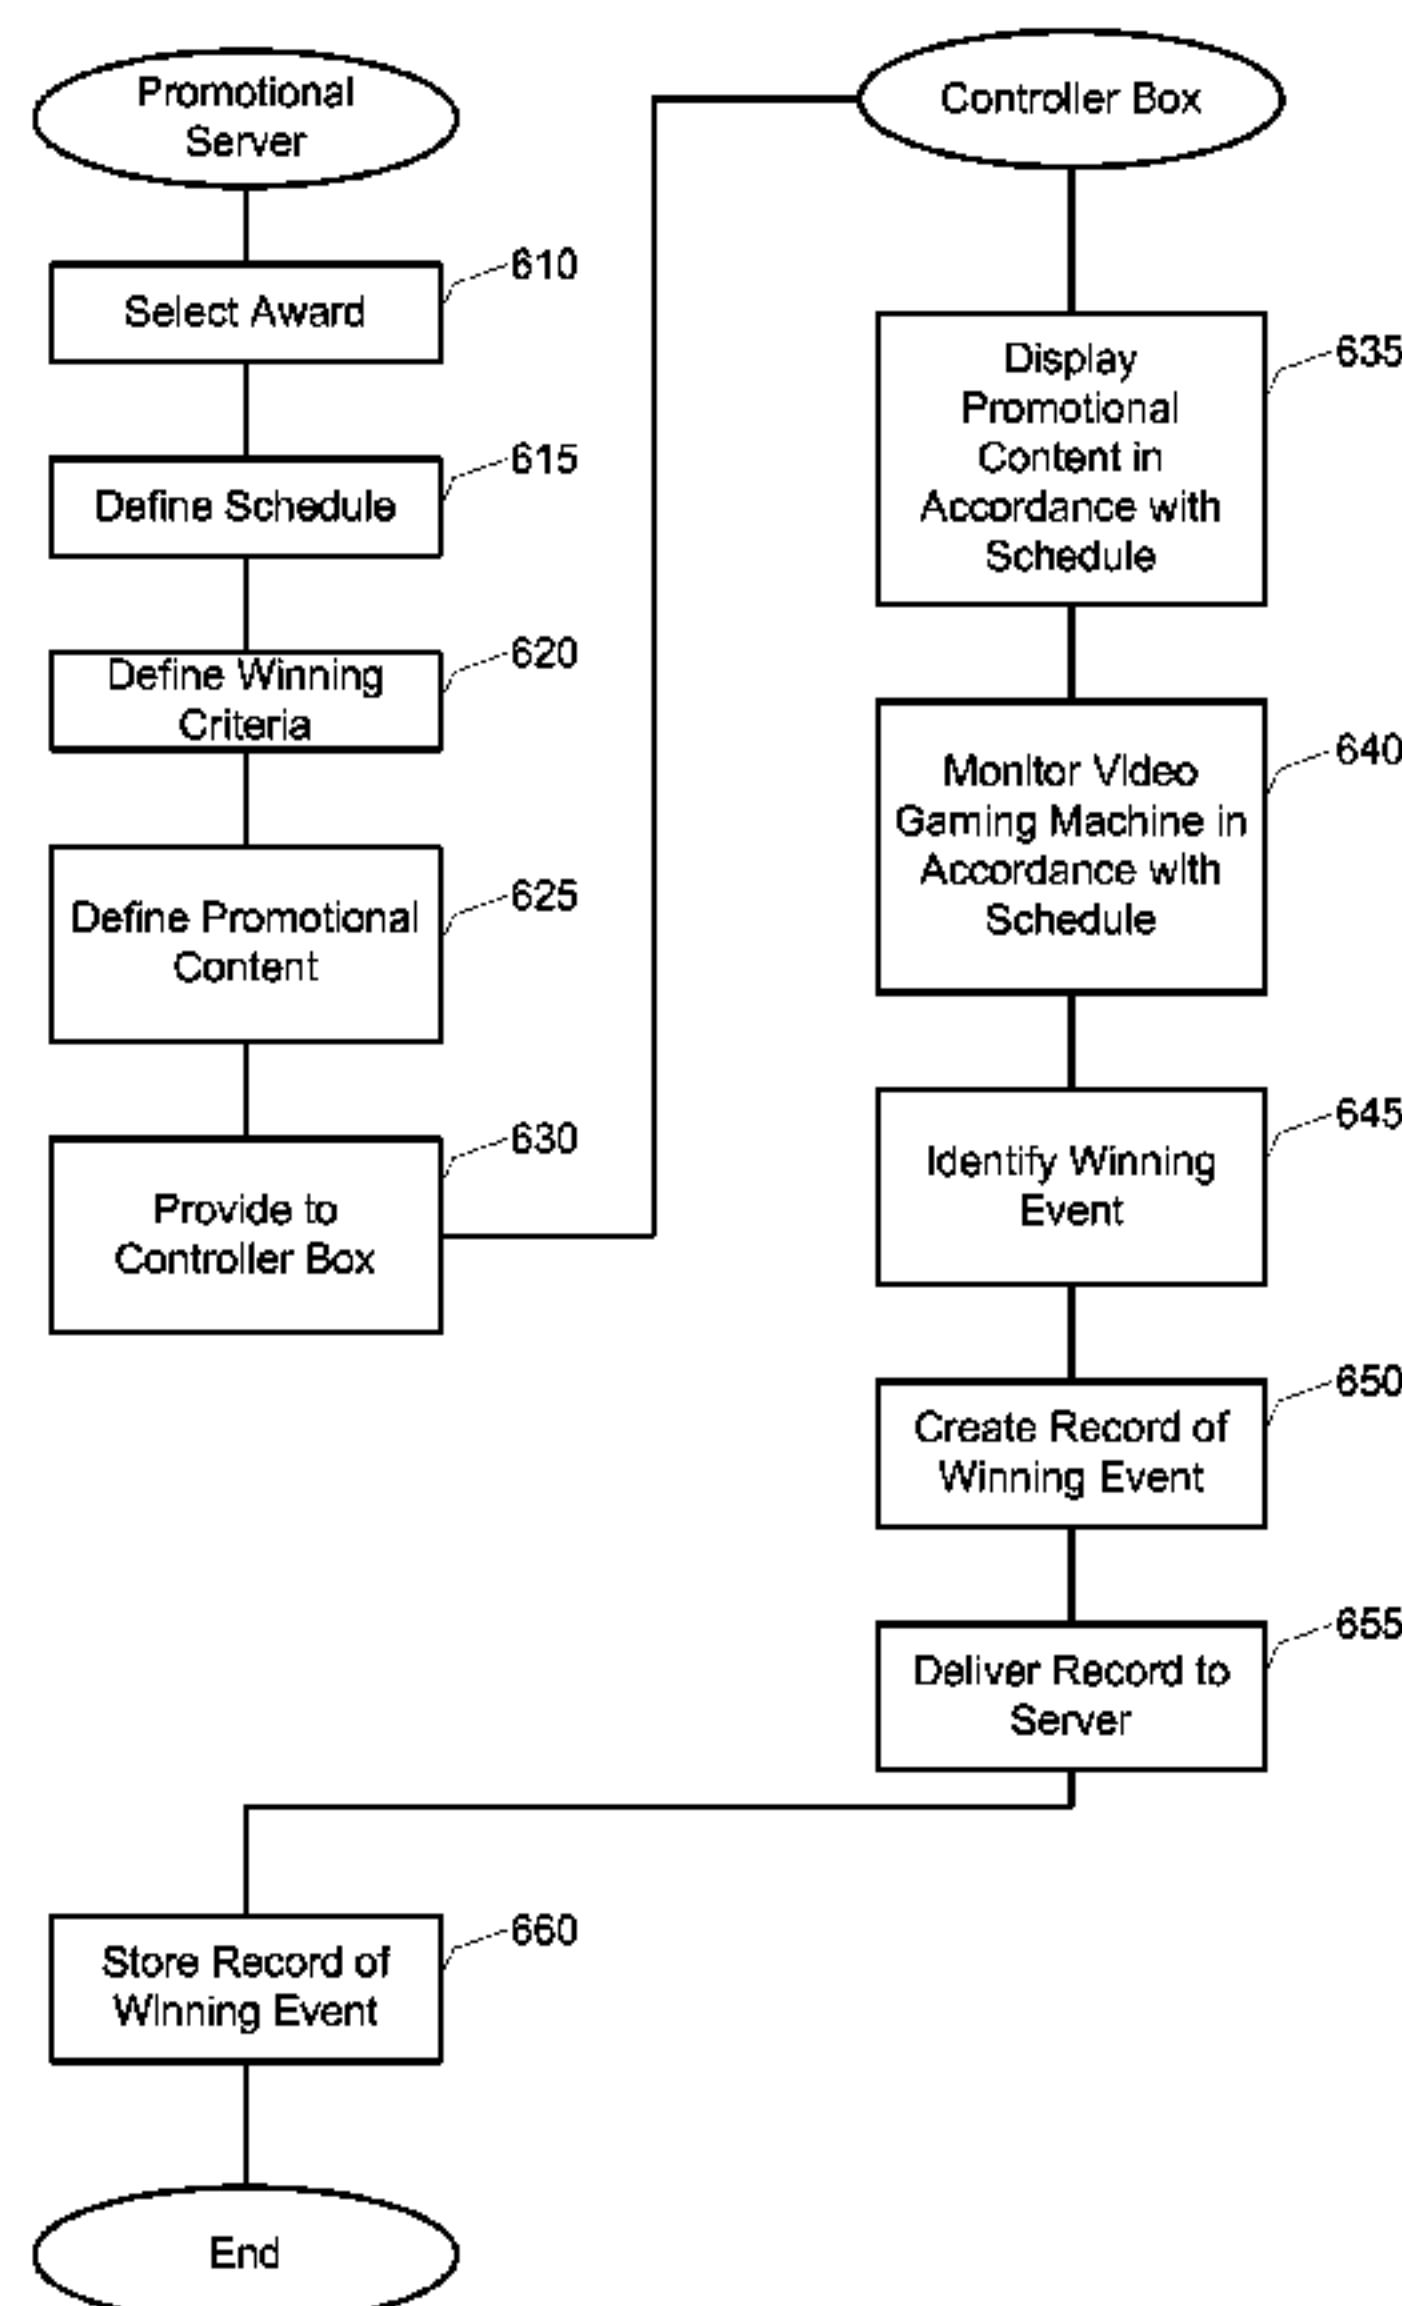 Promotional
Server
610
Select Award
615
Define Schedule
620
Define Winning
Criteria
625
Define Promotional
Content
630
Provide to
Controller Box
Controller Box
635
Display
Promotional
Content in
Accordance with
Schedule
640
Monitor Video
Gaming Machine in
Accordance with
Schedule
645
Identify Winning
Event
650
Create Record of
Winning Event
655
Deliver Record to
Server
660
Store Record of
Winning Event
End